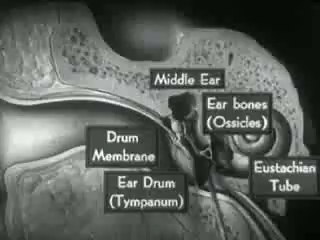 Middle Ear
Ear bones
(Ossicles)
Drum
Membrane
Ear Drum
(Tympanum)
Eustachian
Tube